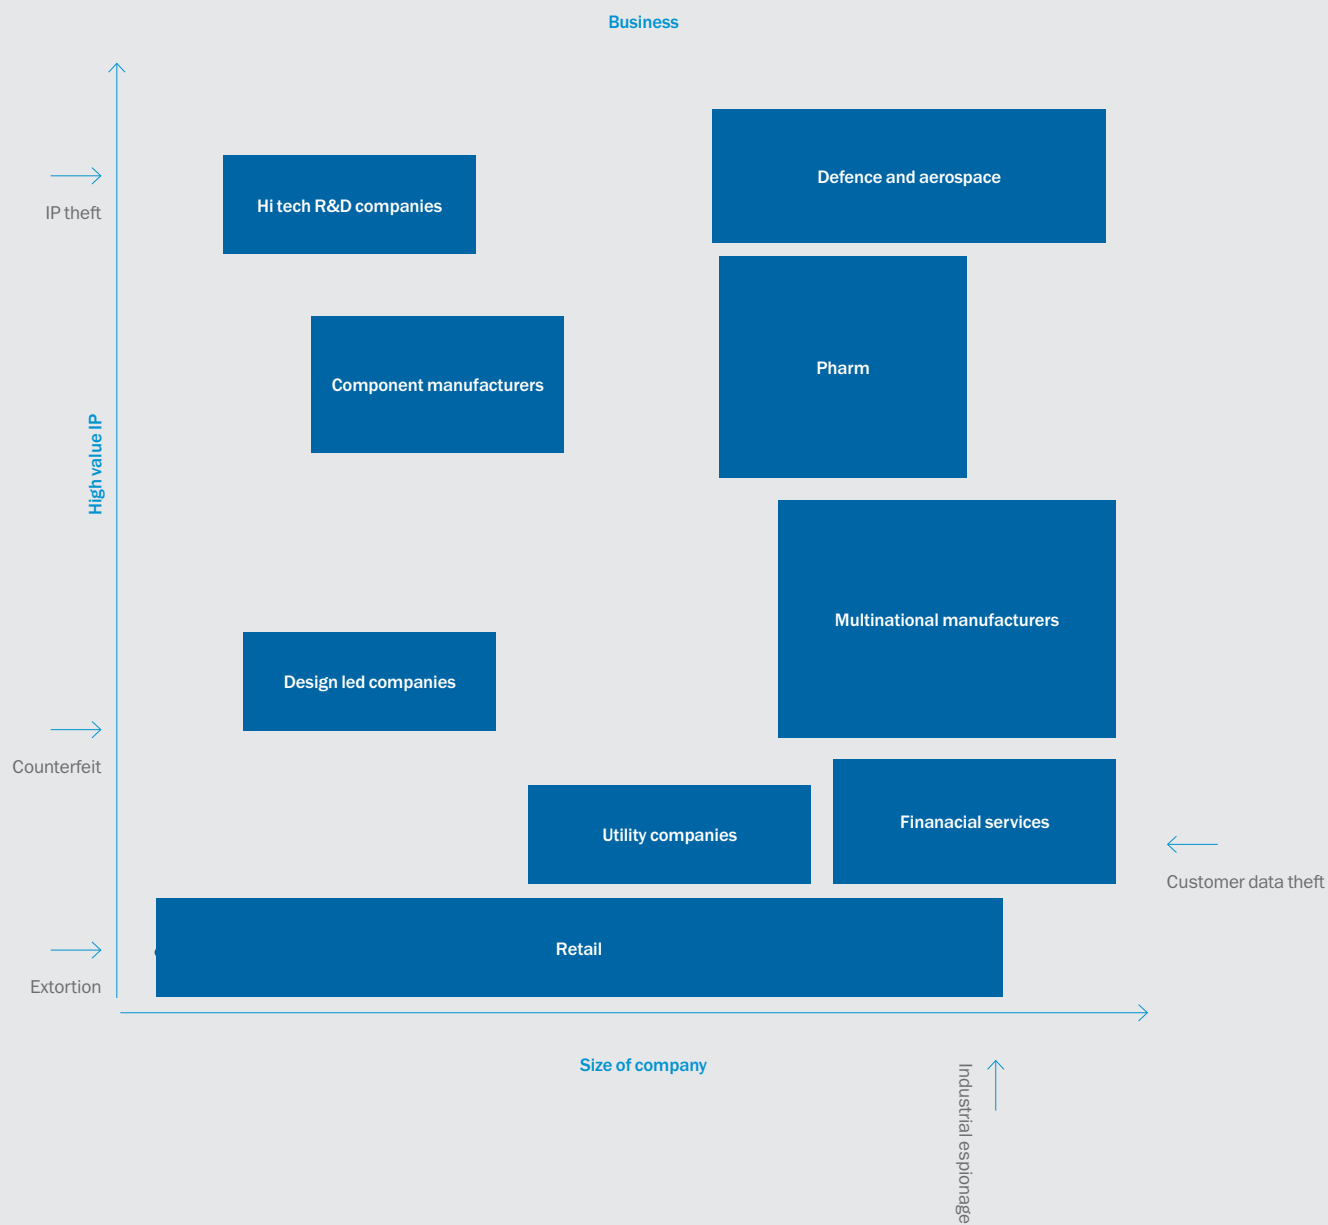 Business
Defence and aerospace
Hi tech R&D companies
IP theft
Pharm
Component manufacturers
High value IP
Multinational manufacturers
Design led companies
Counterfeit
Finanacial services
Utility companies
Customer data theft
Retail
Extortion
Size of company
Industrial espionage